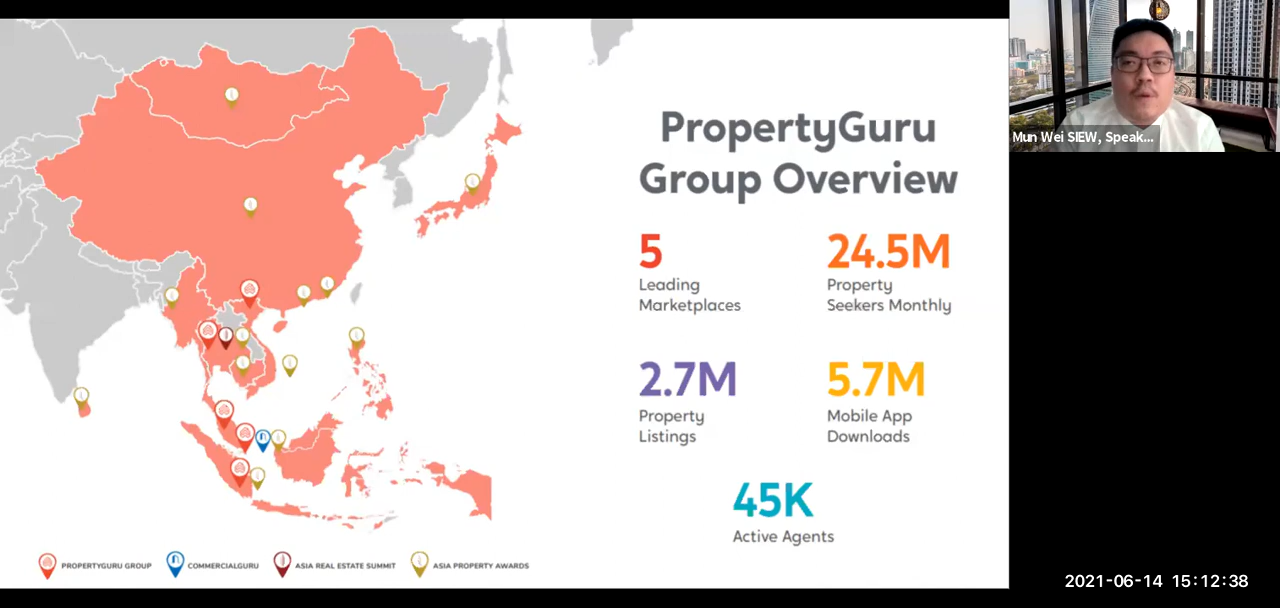 PropertyGuru
Group Overview
5
Leading
Marketplaces
24.5M
Property
Seekers Monthly
2.7M
Property
Listings
5.7M
Mobile App
Downloads
45K
Active Agents
PROPERTYGURU GROUP
COMMERCIALGURU
ASIA REAL ESTATE SUMMIT
ASIA PROPERTY AWARDS
Mun Wei SIEW, Speak...
2021-06-14 15:12:38